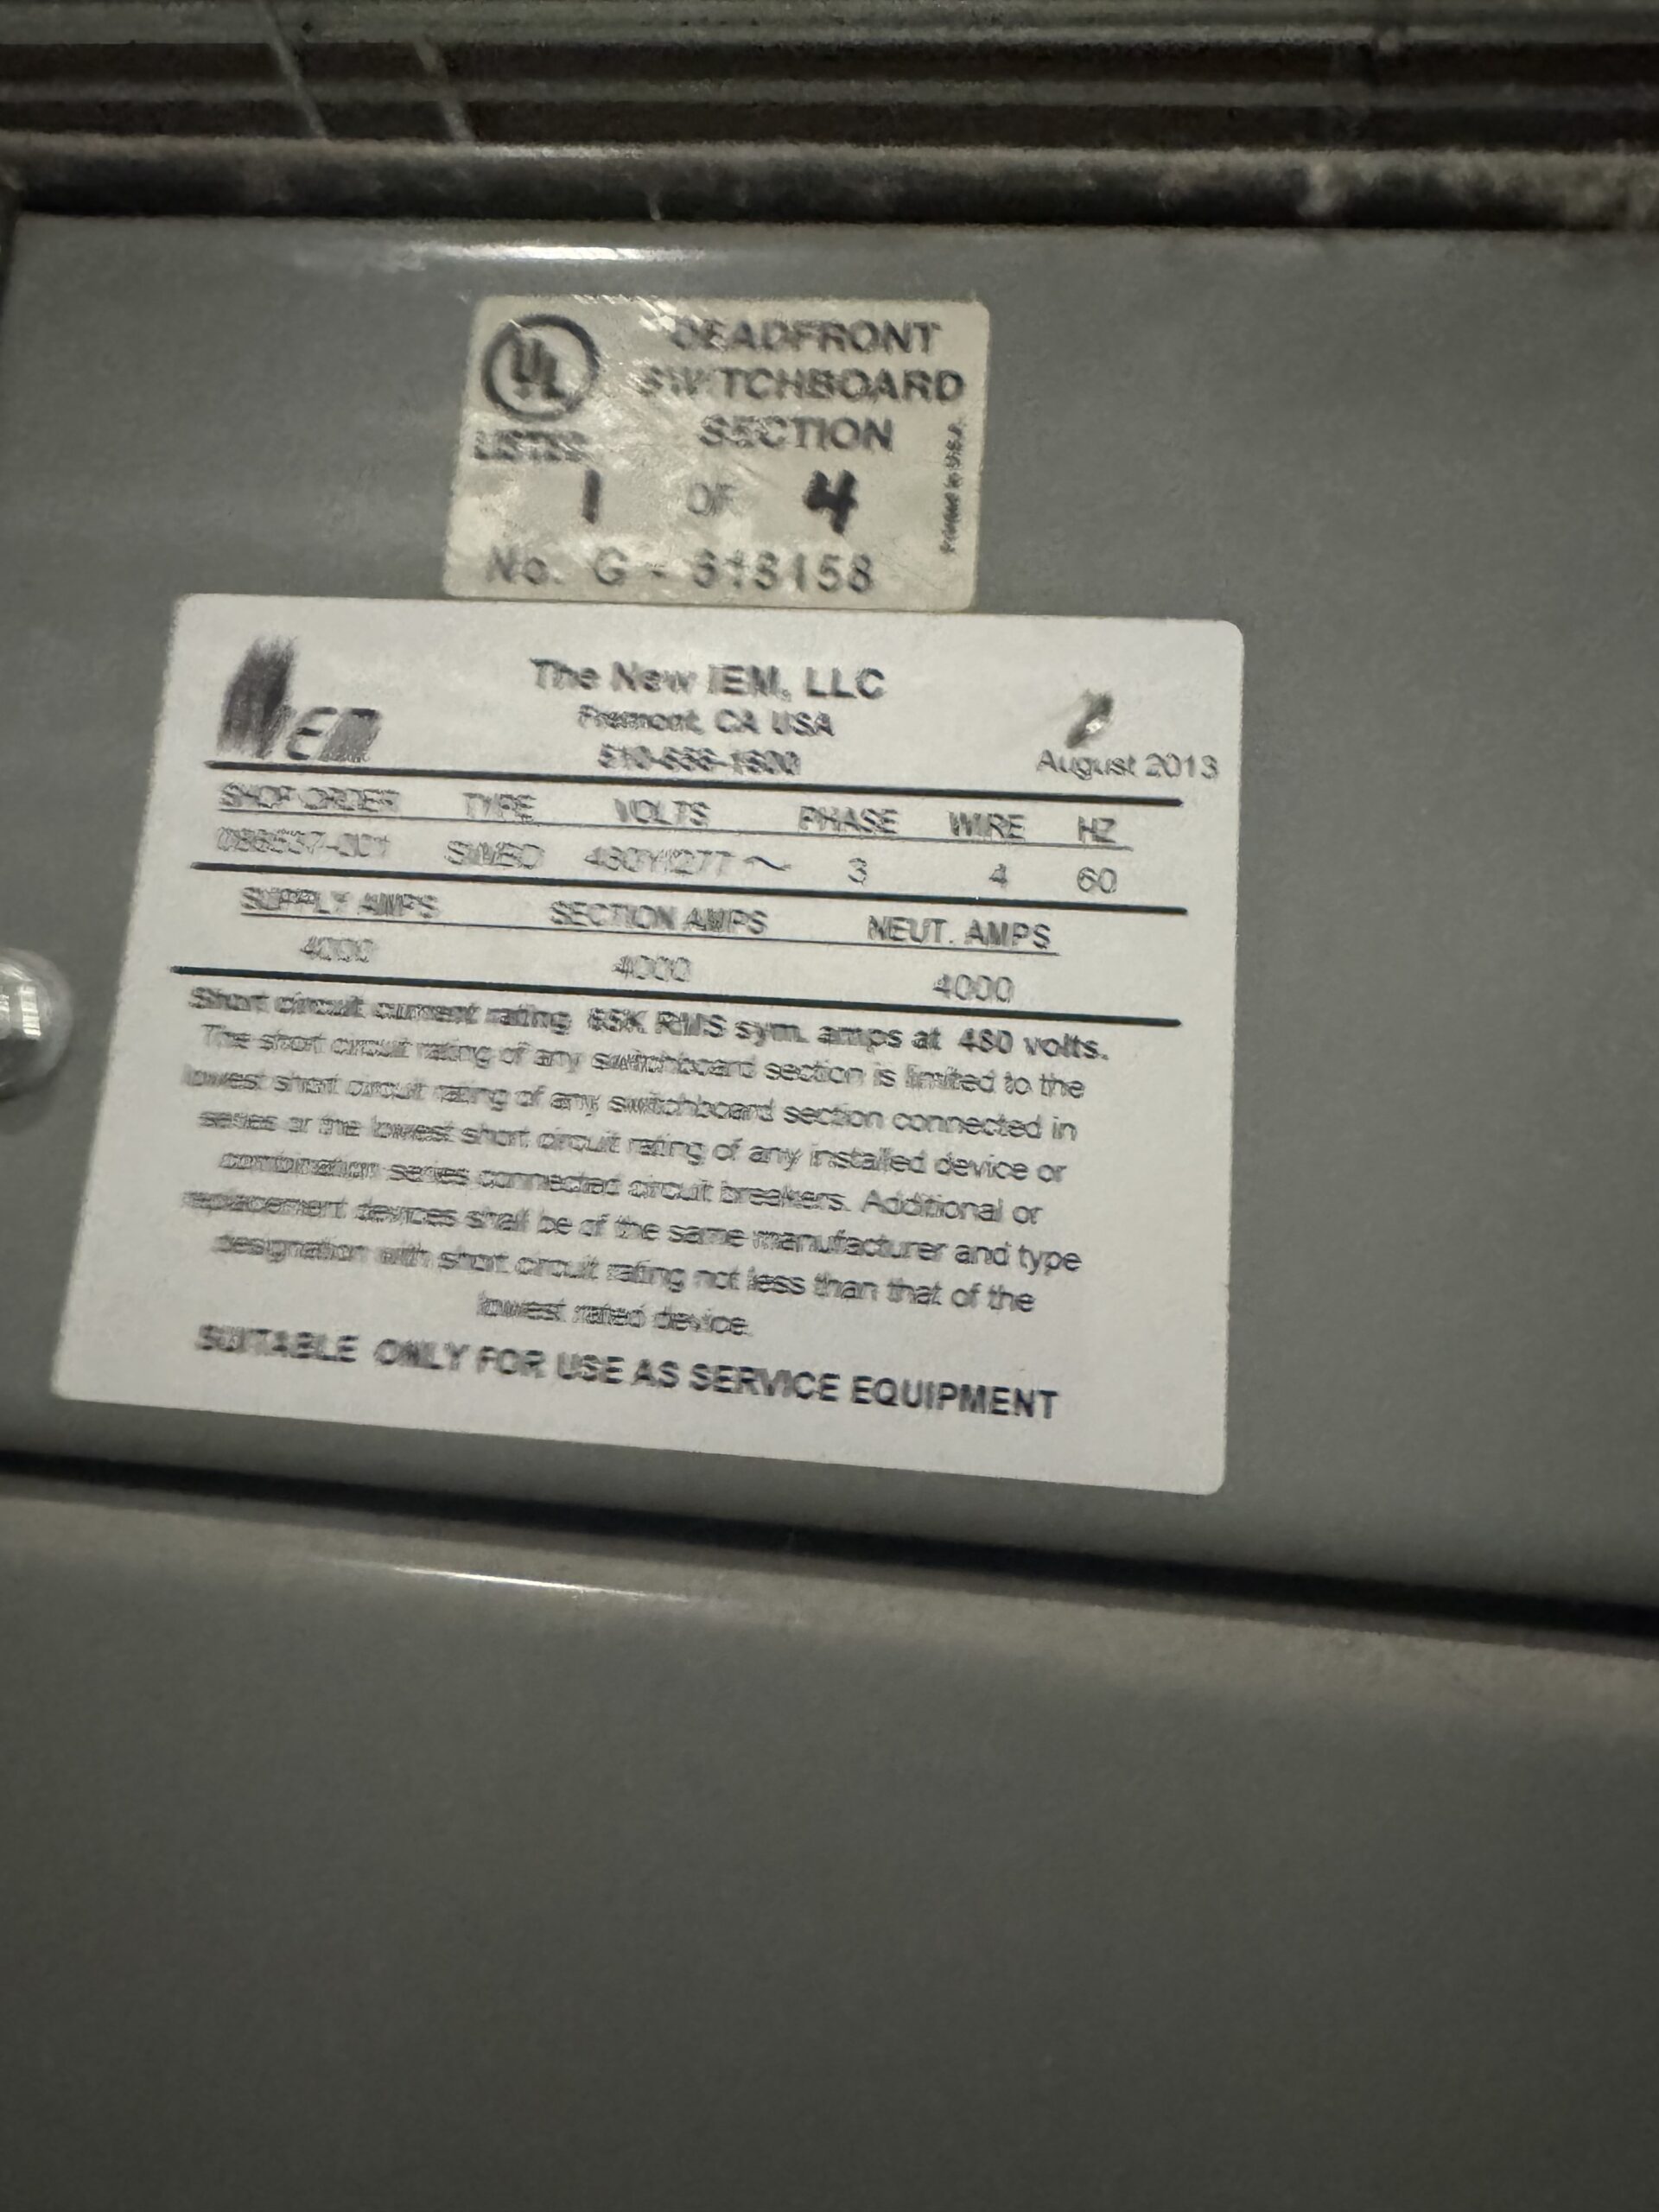 UL
LISTED
DEADFRONT
SWITCHBOARD
SECTION
1 OF 4
No. G -
Printed in U.S.A.
IEM
The New IEM, LLC
Fremont, CA USA
August 2013
SHOP ORDER TYPE VOLTS PHASE WIRE HZ
SWBD 480Y/277 ~ 3 4 60
SUPPLY AMPS SECTION AMPS NEUT. AMPS
4000 4000 4000
Short circuit current rating 65K RMS sym. amps at 480 volts.
The short circuit rating of any switchboard section is limited to the
lowest short circuit rating of any switchboard section connected in
series or the lowest short circuit rating of any installed device or
combination series connected circuit breakers. Additional or
replacement devices shall be of the same manufacturer and type
designation with short circuit rating not less than that of the
lowest rated device.
SUITABLE ONLY FOR USE AS SERVICE EQUIPMENT